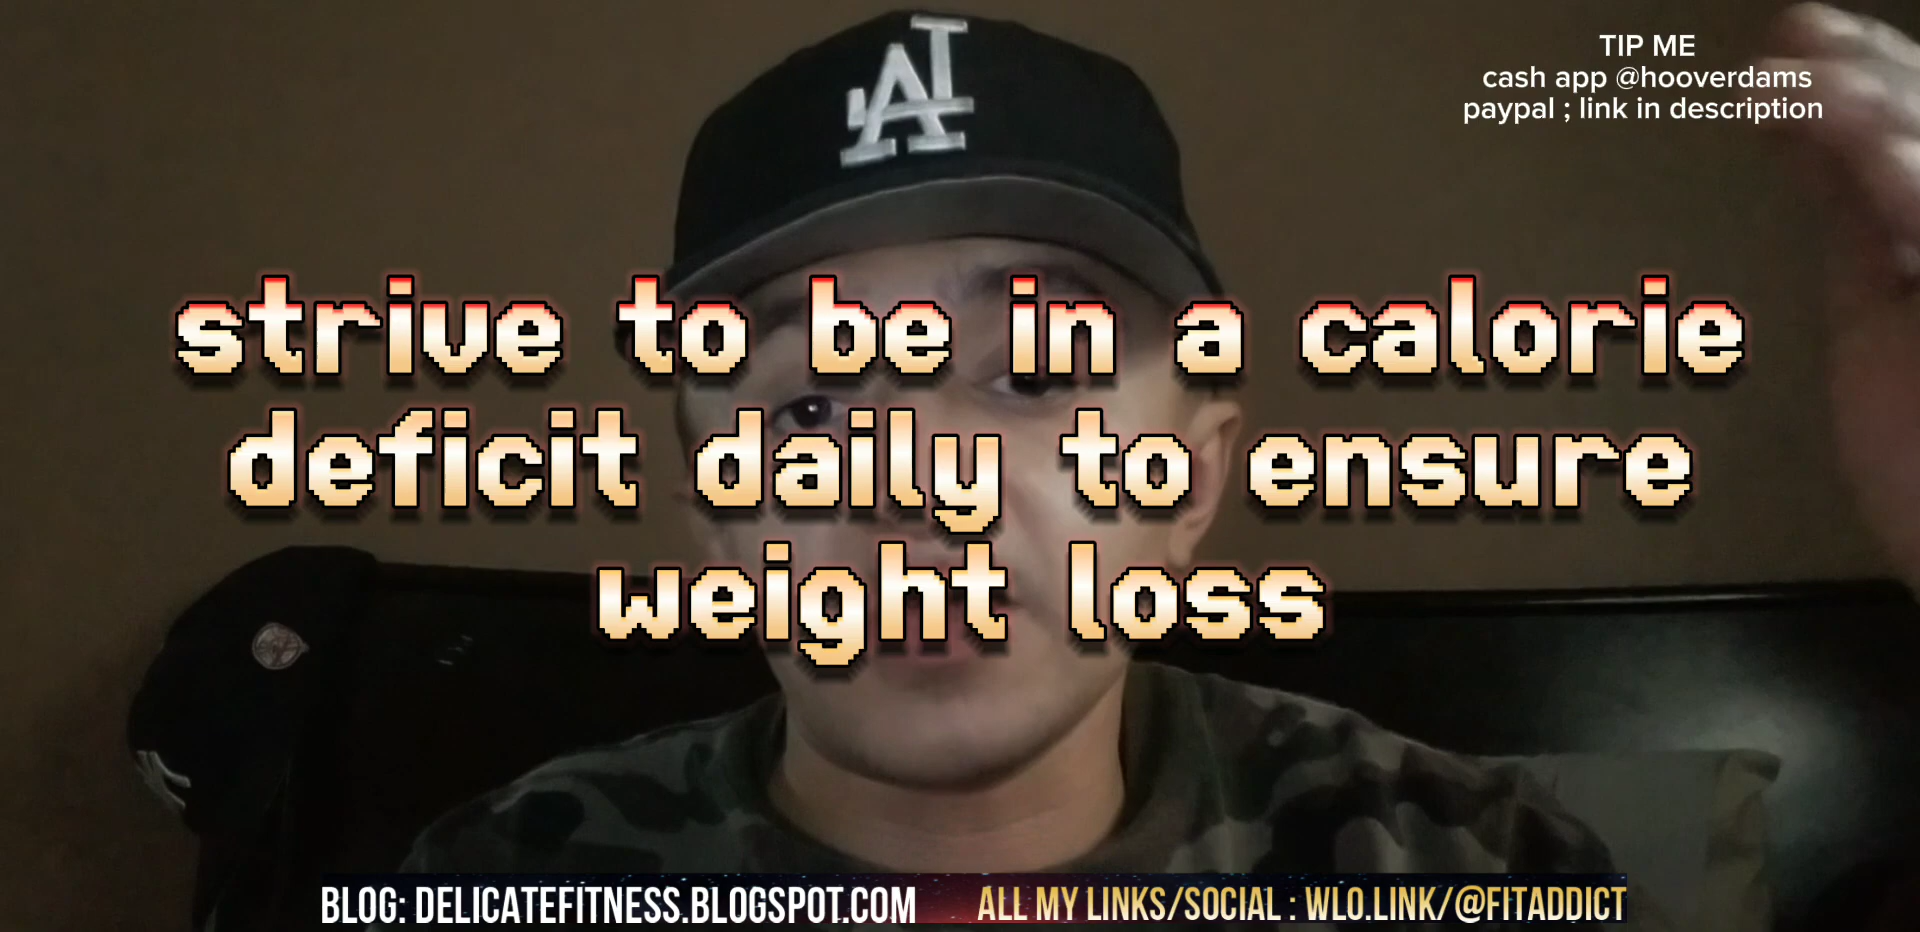 TIP ME
cash app @hooverdams
paypal ; link in description
strive to be in a calorie
deficit daily to ensure
weight loss
BLOG: DELICATEFITNESS.BLOGSPOT.COM
ALL MY LINKS/SOCIAL : WLO.LINK/@FITADDICT